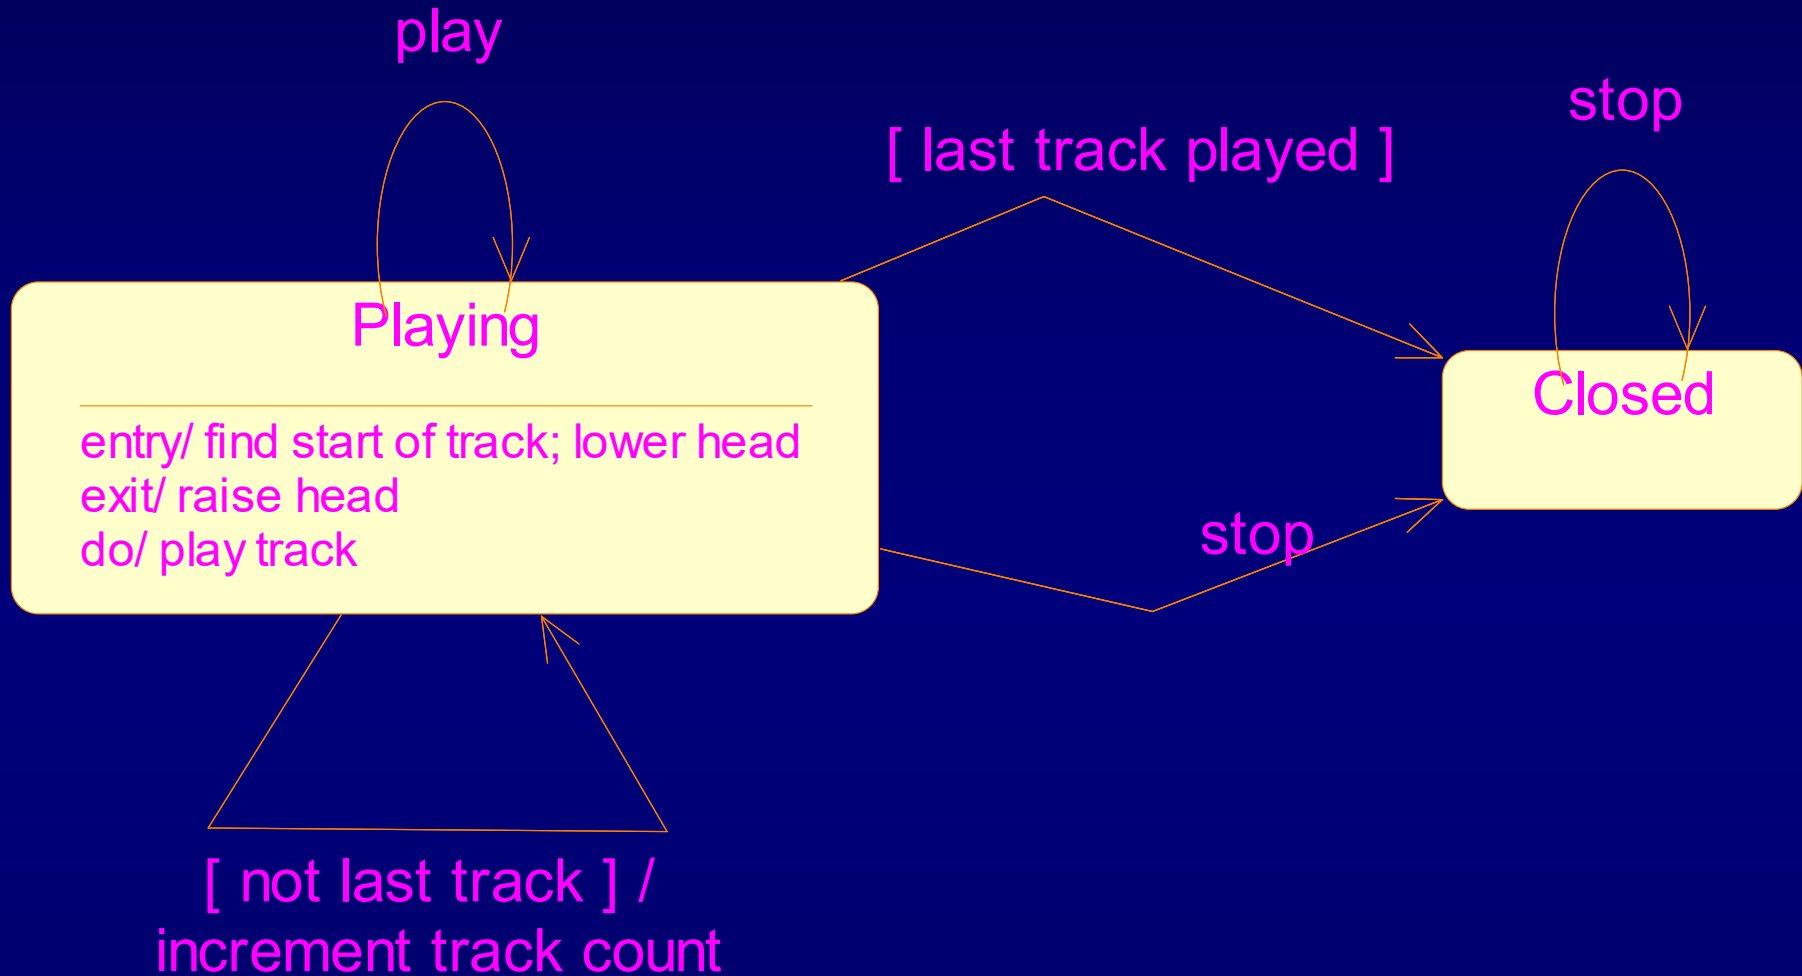 play
stop
[ last track played ]
Playing
Closed
entry/ find start of track; lower head
exit/ raise head
do/ play track
stop
[ not last track ] /
increment track count